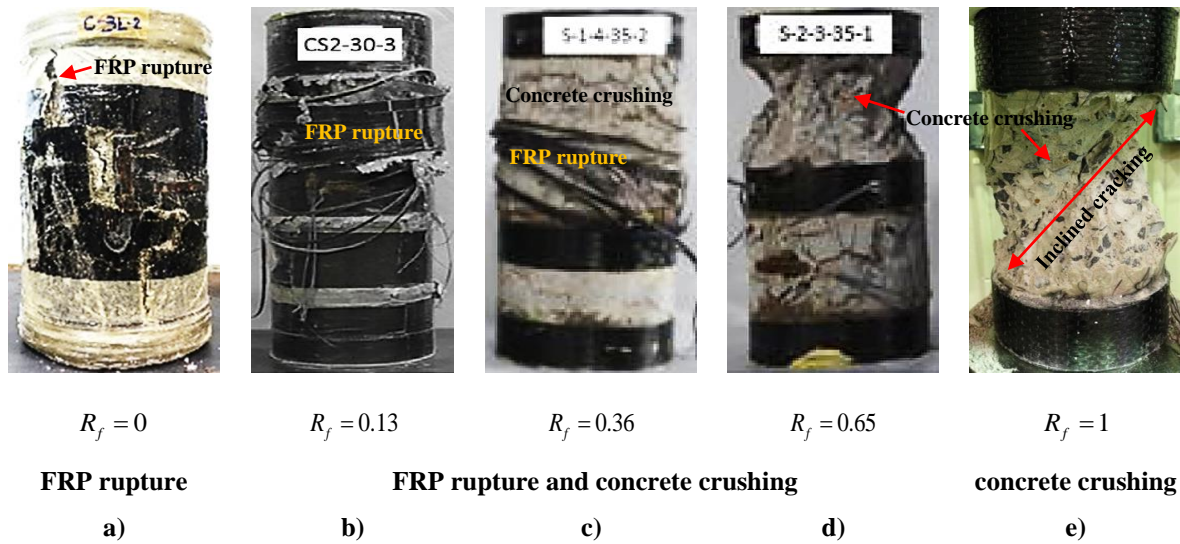 C-3L-2
FRP rupture
CS2-30-3
FRP rupture
S-1-4-35-2
Concrete crushing
FRP rupture
S-2-3-35-1
Concrete crushing
Inclined cracking
R_f = 0
R_f = 0.13
R_f = 0.36
R_f = 0.65
R_f = 1
FRP rupture
FRP rupture and concrete crushing
concrete crushing
a)
b)
c)
d)
e)